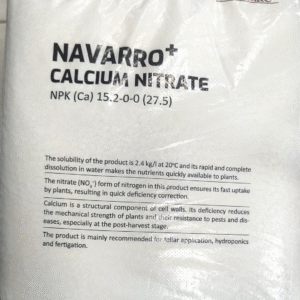 NAVARRO+
CALCIUM NITRATE
NPK (Ca) 15.2-0-0 (27.5)
The solubility of the product is 2.4 kg/l at 20°C and its rapid and complete
dissolution in water makes the nutrients quickly available to plants.
The nitrate (NO₃⁻) form of nitrogen in this product ensures its fast uptake
by plants, resulting in quick deficiency correction.
Calcium is a structural component of cell walls. Its deficiency reduces
the mechanical strength of plants and their resistance to pests and dis-
eases, especially at the post-harvest stage.
The product is mainly recommended for foliar application, hydroponics
and fertigation.